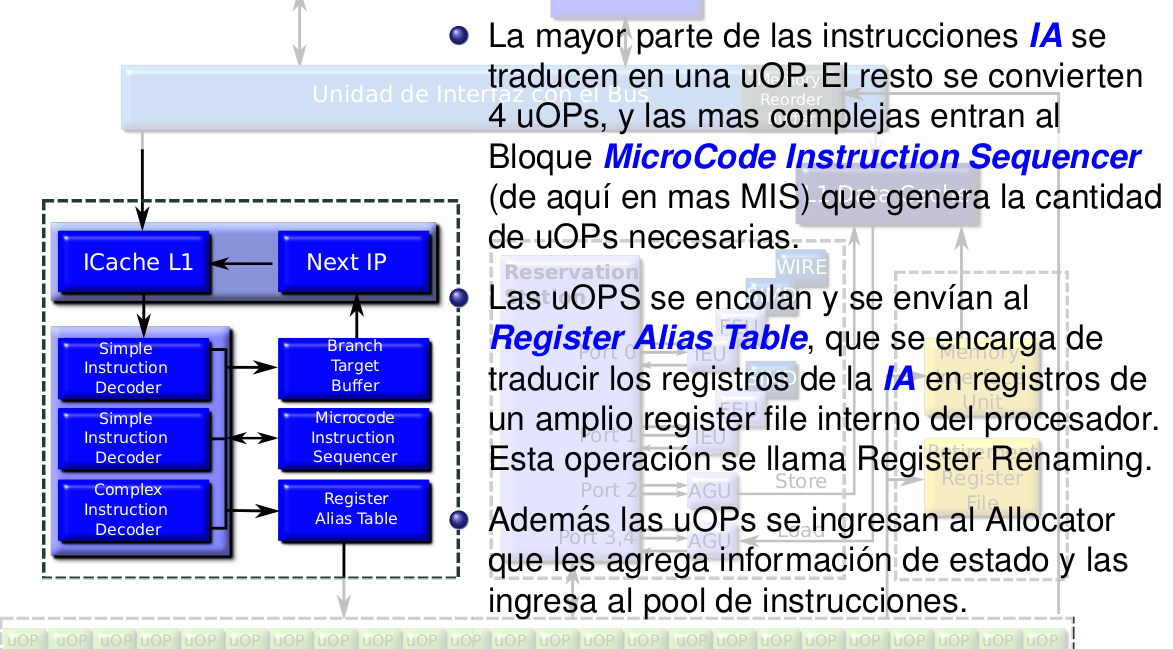 La mayor parte de las instrucciones IA se
traducen en una uOP. El resto se convierten
4 uOPs, y las mas complejas entran al
Bloque MicroCode Instruction Sequencer
(de aquí en mas MIS) que genera la cantidad
de uOPs necesarias.
Las uOPS se encolan y se envían al
Register Alias Table, que se encarga de
traducir los registros de la IA en registros de
un amplio register file interno del procesador.
Esta operación se llama Register Renaming.
Además las uOPs se ingresan al Allocator
que les agrega información de estado y las
ingresa al pool de instrucciones.
Unidad de Interfaz con el Bus
Reorder
L1 Data Cache
ICache L1
Next IP
Simple
Instruction
Decoder
Simple
Instruction
Decoder
Complex
Instruction
Decoder
Branch
Target
Buffer
Microcode
Instruction
Sequencer
Register
Alias Table
Reservation
Station
WIRE
Port 0
IEU
Port 1
IEU
Port 2
AGU
Store
Port 3,4
AGU
Load
Memory
Unit
Register
File
uOP uOP uOP uOP uOP uOP uOP uOP uOP uOP uOP uOP uOP uOP uOP uOP uOP uOP uOP uOP uOP uOP uOP uOP